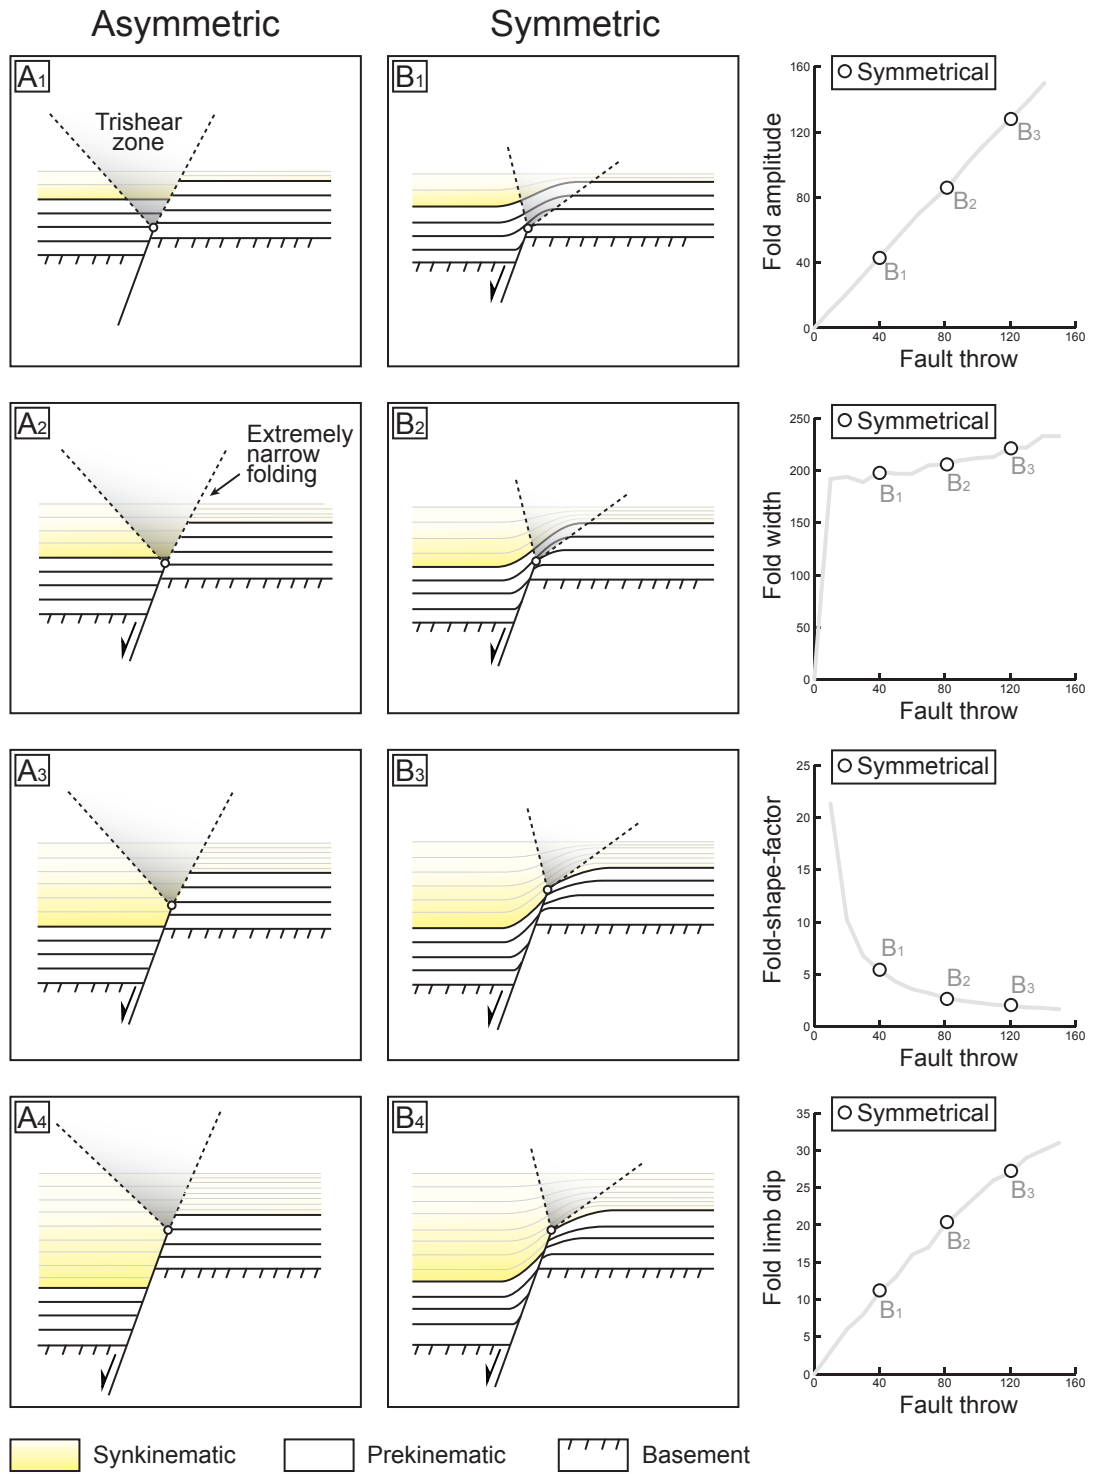 Asymmetric
Symmetric
A1
Trishear
zone
B1
Symmetrical
Fold amplitude
160
120
80
40
0
B1
B2
B3
0
40
80
120
160
Fault throw
A2
Extremely
narrow
folding
B2
Symmetrical
Fold width
250
200
150
200
50
0
B1
B2
B3
0
40
80
120
160
Fault throw
A3
B3
Symmetrical
Fold-shape-factor
25
20
15
10
5
0
B1
B2
B3
0
40
80
120
160
Fault throw
A4
B4
Symmetrical
Fold limb dip
35
30
25
20
15
10
5
0
B1
B2
B3
0
40
80
120
160
Fault throw
Synkinematic
Prekinematic
Basement